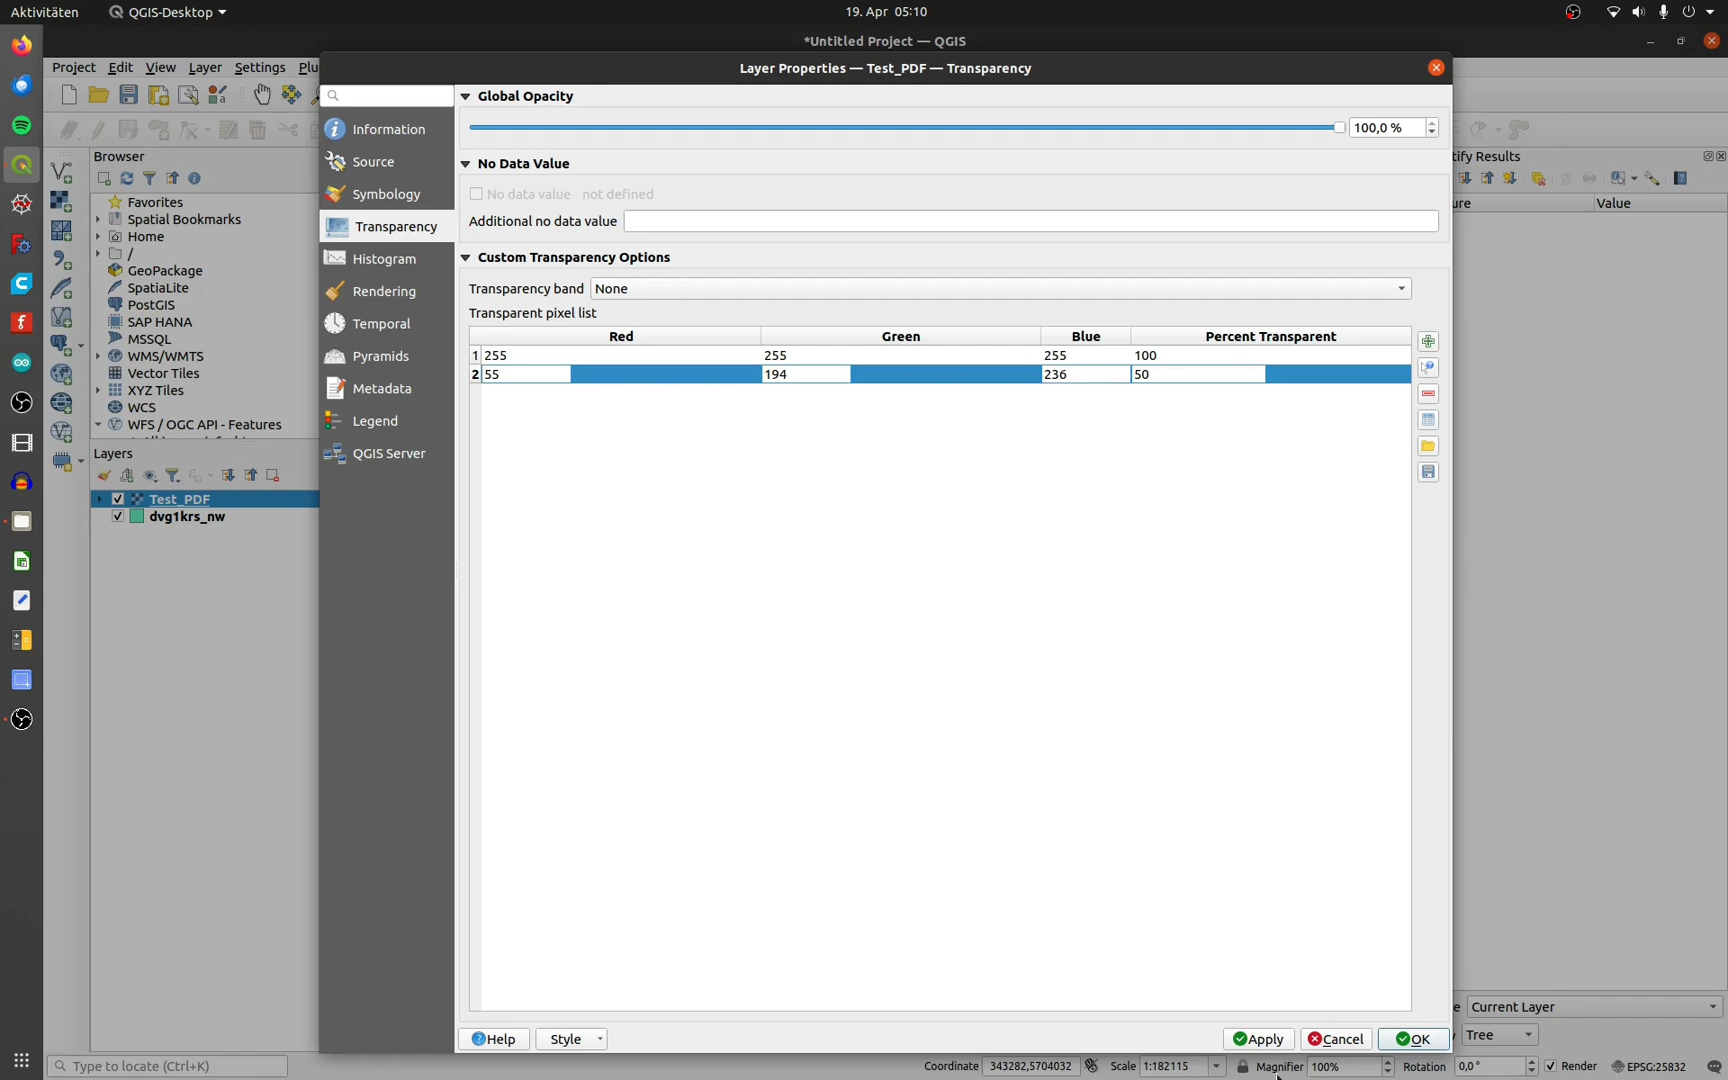 Aktivitäten QGIS-Desktop 19. Apr 05:10
*Untitled Project — QGIS
Project Edit View Layer Settings Plu
Layer Properties — Test_PDF — Transparency
Information
Source
Symbology
Transparency
Histogram
Rendering
Temporal
Pyramids
Metadata
Legend
QGIS Server
Global Opacity
100,0 %
No Data Value
No data value not defined
Additional no data value
Custom Transparency Options
Transparency band None
Transparent pixel list
Red Green Blue Percent Transparent
1 255 255 255 100
2 55 194 236 50
Help Style Apply Cancel OK
Browser
Favorites
Spatial Bookmarks
Home
/
GeoPackage
SpatiaLite
PostGIS
SAP HANA
MSSQL
WMS/WMTS
Vector Tiles
XYZ Tiles
WCS
WFS / OGC API - Features
Layers
Test_PDF
dvg1krs_nw
tify Results
ure Value
e Current Layer
Tree
Type to locate (Ctrl+K) Coordinate 343282,5704032 Scale 1:182115 Magnifier 100% Rotation 0,0° Render EPSG:25832